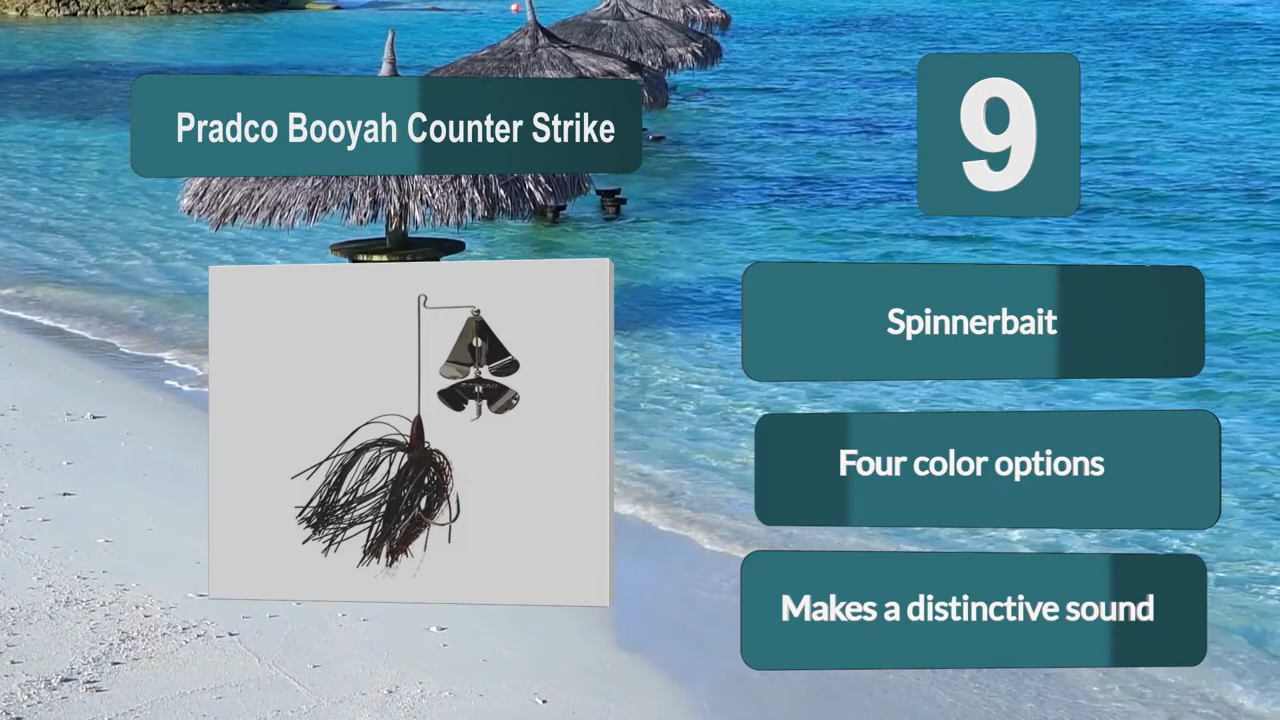 Pradco Booyah Counter Strike
9
Spinnerbait
Four color options
Makes a distinctive sound